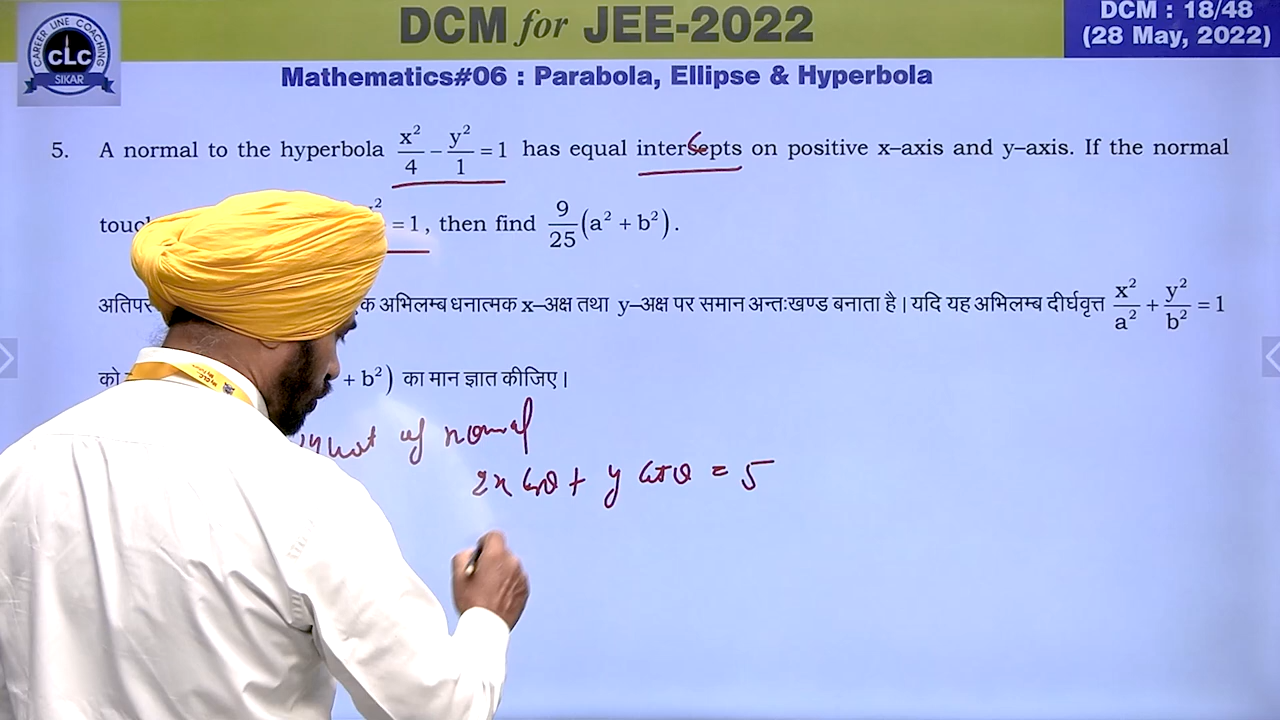 CAREER LINE COACHING
CLC
SIKAR
DCM for JEE-2022
DCM : 18/48
(28 May, 2022)
Mathematics#06 : Parabola, Ellipse & Hyperbola
5. A normal to the hyperbola x²/4 − y²/1 = 1 has equal intersepts on positive x–axis and y–axis. If the normal
² = 1, then find 9/25 (a² + b²).
अभिलम्ब धनात्मक x–अक्ष तथा y–अक्ष पर समान अन्तःखण्ड बनाता है। यदि यह अभिलम्ब दीर्घवृत्त x²/a² + y²/b² = 1
+ b²) का मान ज्ञात कीजिए।
of normal
2x cosθ + y cotθ = 5